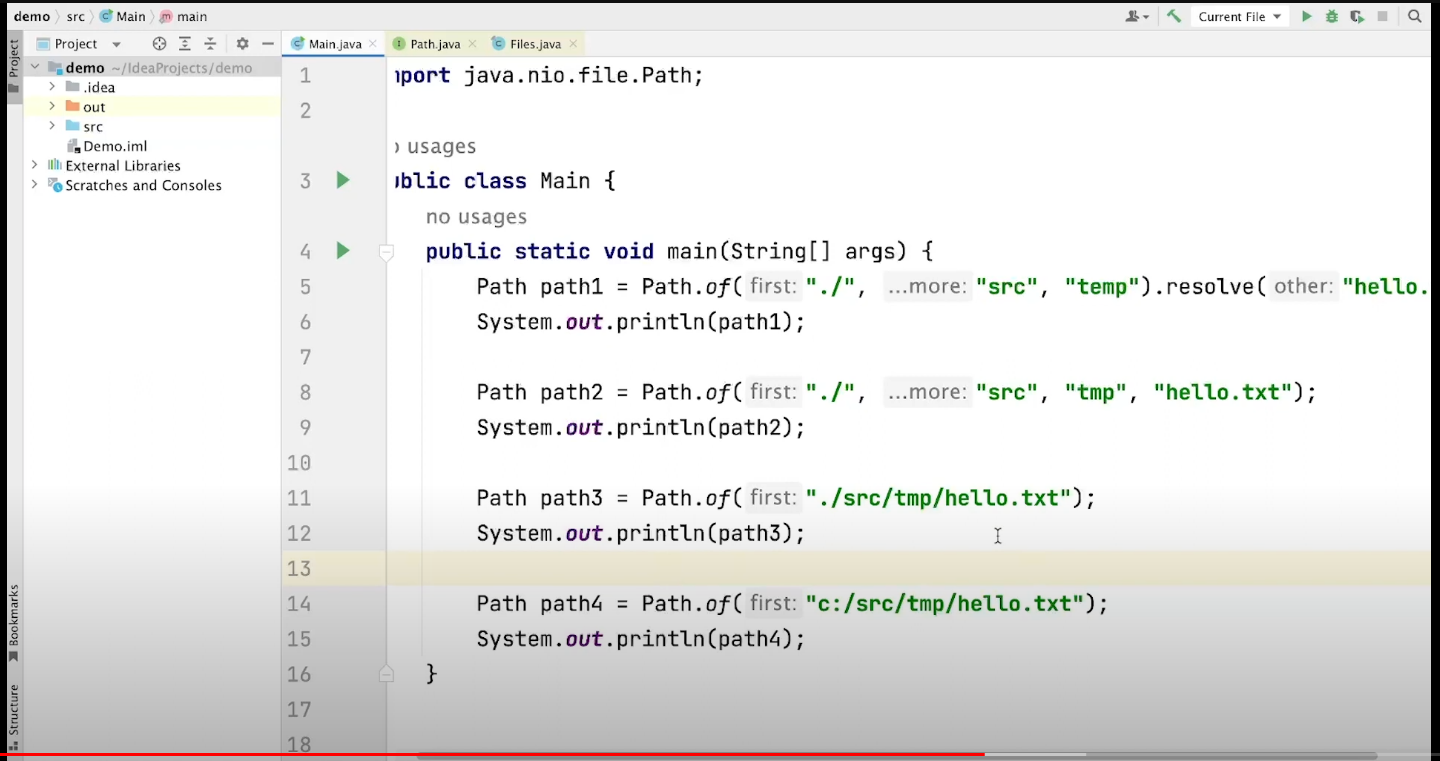 demo src Main main
Current File
Project
Main.java Path.java Files.java
Project
demo ~/IdeaProjects/demo
.idea
out
src
Demo.iml
External Libraries
Scratches and Consoles
Bookmarks
Structure
1 import java.nio.file.Path;
2
usages
3 public class Main {
no usages
4 public static void main(String[] args) {
5 Path path1 = Path.of( first: "./", ...more: "src", "temp").resolve( other: "hello.
6 System.out.println(path1);
7
8 Path path2 = Path.of( first: "./", ...more: "src", "tmp", "hello.txt");
9 System.out.println(path2);
10
11 Path path3 = Path.of( first: "./src/tmp/hello.txt");
12 System.out.println(path3);
13
14 Path path4 = Path.of( first: "c:/src/tmp/hello.txt");
15 System.out.println(path4);
16 }
17
18